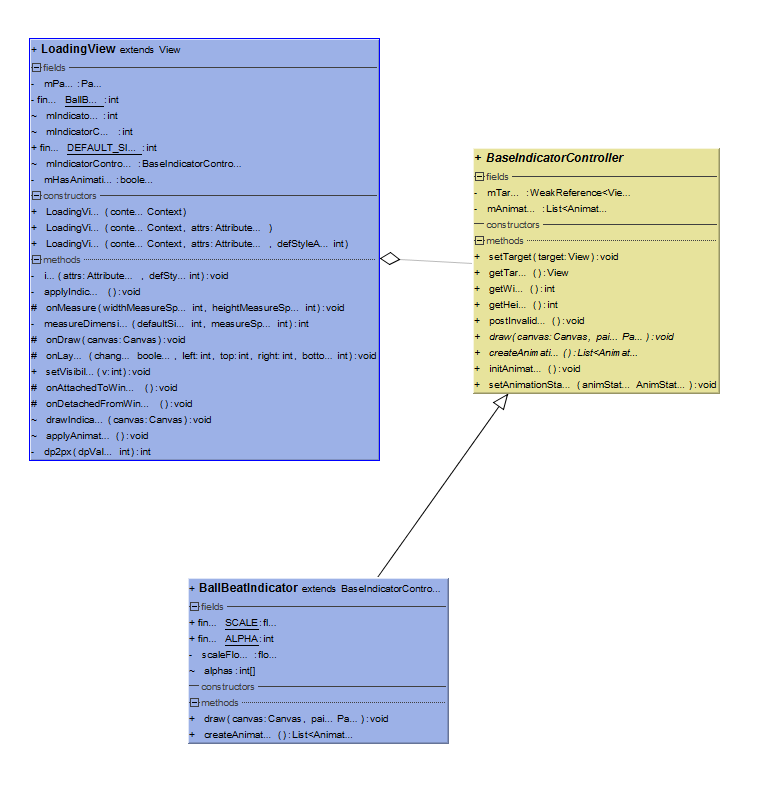 + LoadingView extends View
fields
- mPa... : Pa...
- fin... BallB... : int
~ mIndicato... : int
~ mIndicatorC... : int
+ fin... DEFAULT_SI... : int
~ mIndicatorContro... : BaseIndicatorContro...
- mHasAnimati... : boole...
constructors
+ LoadingVi... ( conte... Context)
+ LoadingVi... ( conte... Context, attrs: Attribute... )
+ LoadingVi... ( conte... Context, attrs: Attribute... , defStyleA... int)
methods
- i... ( attrs: Attribute... , defSty... int) : void
- applyIndic... ( ) : void
# onMeasure ( widthMeasureSp... int, heightMeasureSp... int) : void
- measureDimensi... ( defaultSi... int, measureSp... int) : int
# onDraw ( canvas: Canvas) : void
# onLay... ( chang... boole... , left: int, top: int, right: int, botto... int) : void
+ setVisibil... ( v: int) : void
# onAttachedToWin... ( ) : void
# onDetachedFromWin... ( ) : void
~ drawIndica... ( canvas: Canvas) : void
~ applyAnimat... ( ) : void
- dp2px ( dpVal... int) : int
+ BaseIndicatorController
fields
- mTar... : WeakReference<Vie...
- mAnimat... : List<Animat...
constructors
methods
+ setTarget ( target: View) : void
+ getTar... ( ) : View
+ getWi... ( ) : int
+ getHei... ( ) : int
+ postInvalid... ( ) : void
+ draw ( canvas: Canvas, pai... Pa... ) : void
+ createAnimati... ( ) : List<Animat...
+ initAnimat... ( ) : void
+ setAnimationSta... ( animStat... AnimStat... ) : void
+ BallBeatIndicator extends BaseIndicatorContro...
fields
+ fin... SCALE : fl...
+ fin... ALPHA : int
- scaleFlo... : flo...
~ alphas : int[]
constructors
methods
+ draw ( canvas: Canvas, pai... Pa... ) : void
+ createAnimat... ( ) : List<Animat...